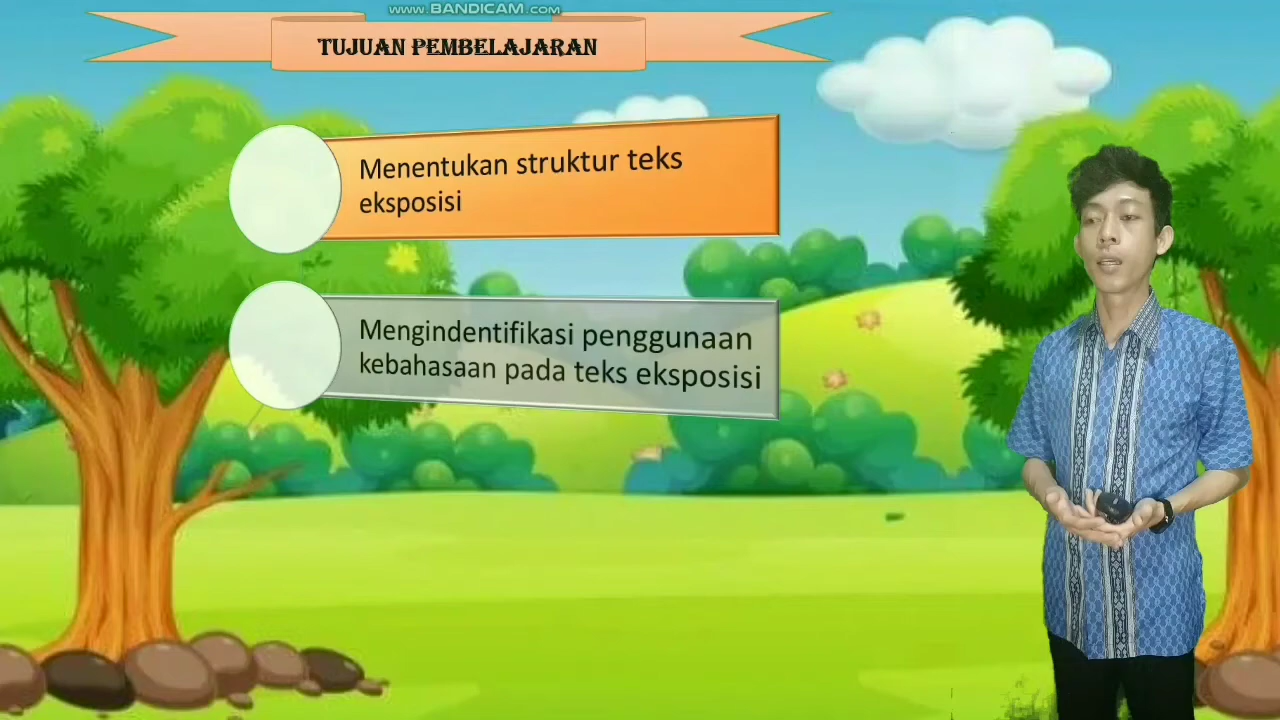 www.BANDICAM.com
TUJUAN PEMBELAJARAN
Menentukan struktur teks
eksposisi
Mengindentifikasi penggunaan
kebahasaan pada teks eksposisi